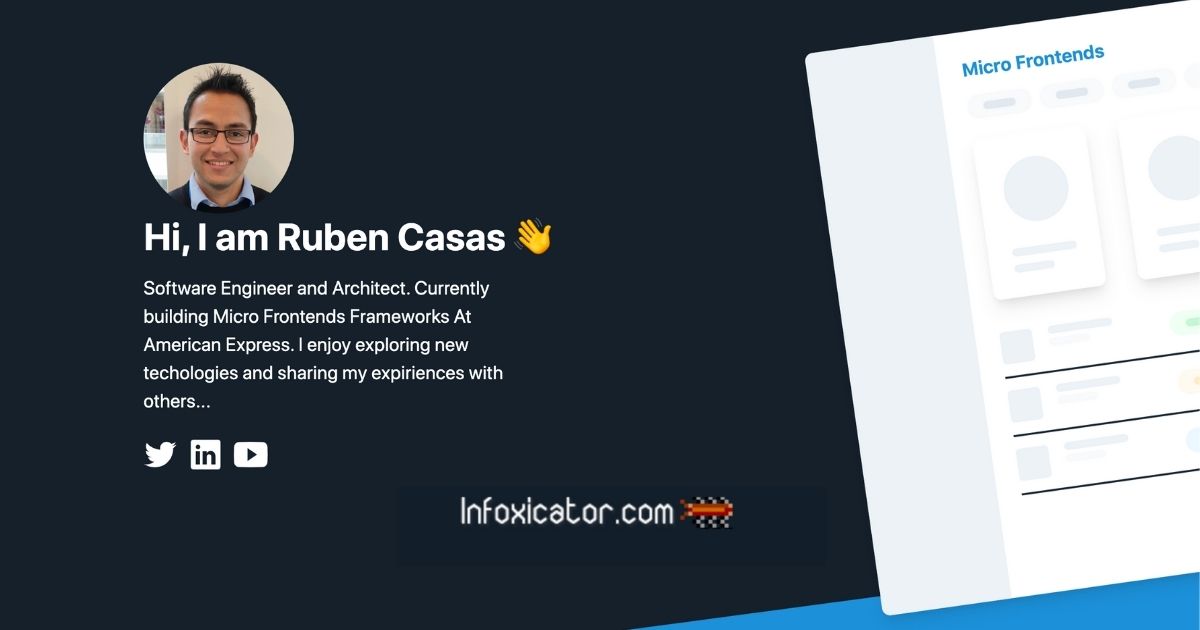 Micro Frontends
Hi, I am Ruben Casas 👋
Software Engineer and Architect. Currently
building Micro Frontends Frameworks At
American Express. I enjoy exploring new
techologies and sharing my expiriences with
others...
in
Infoxicator.com